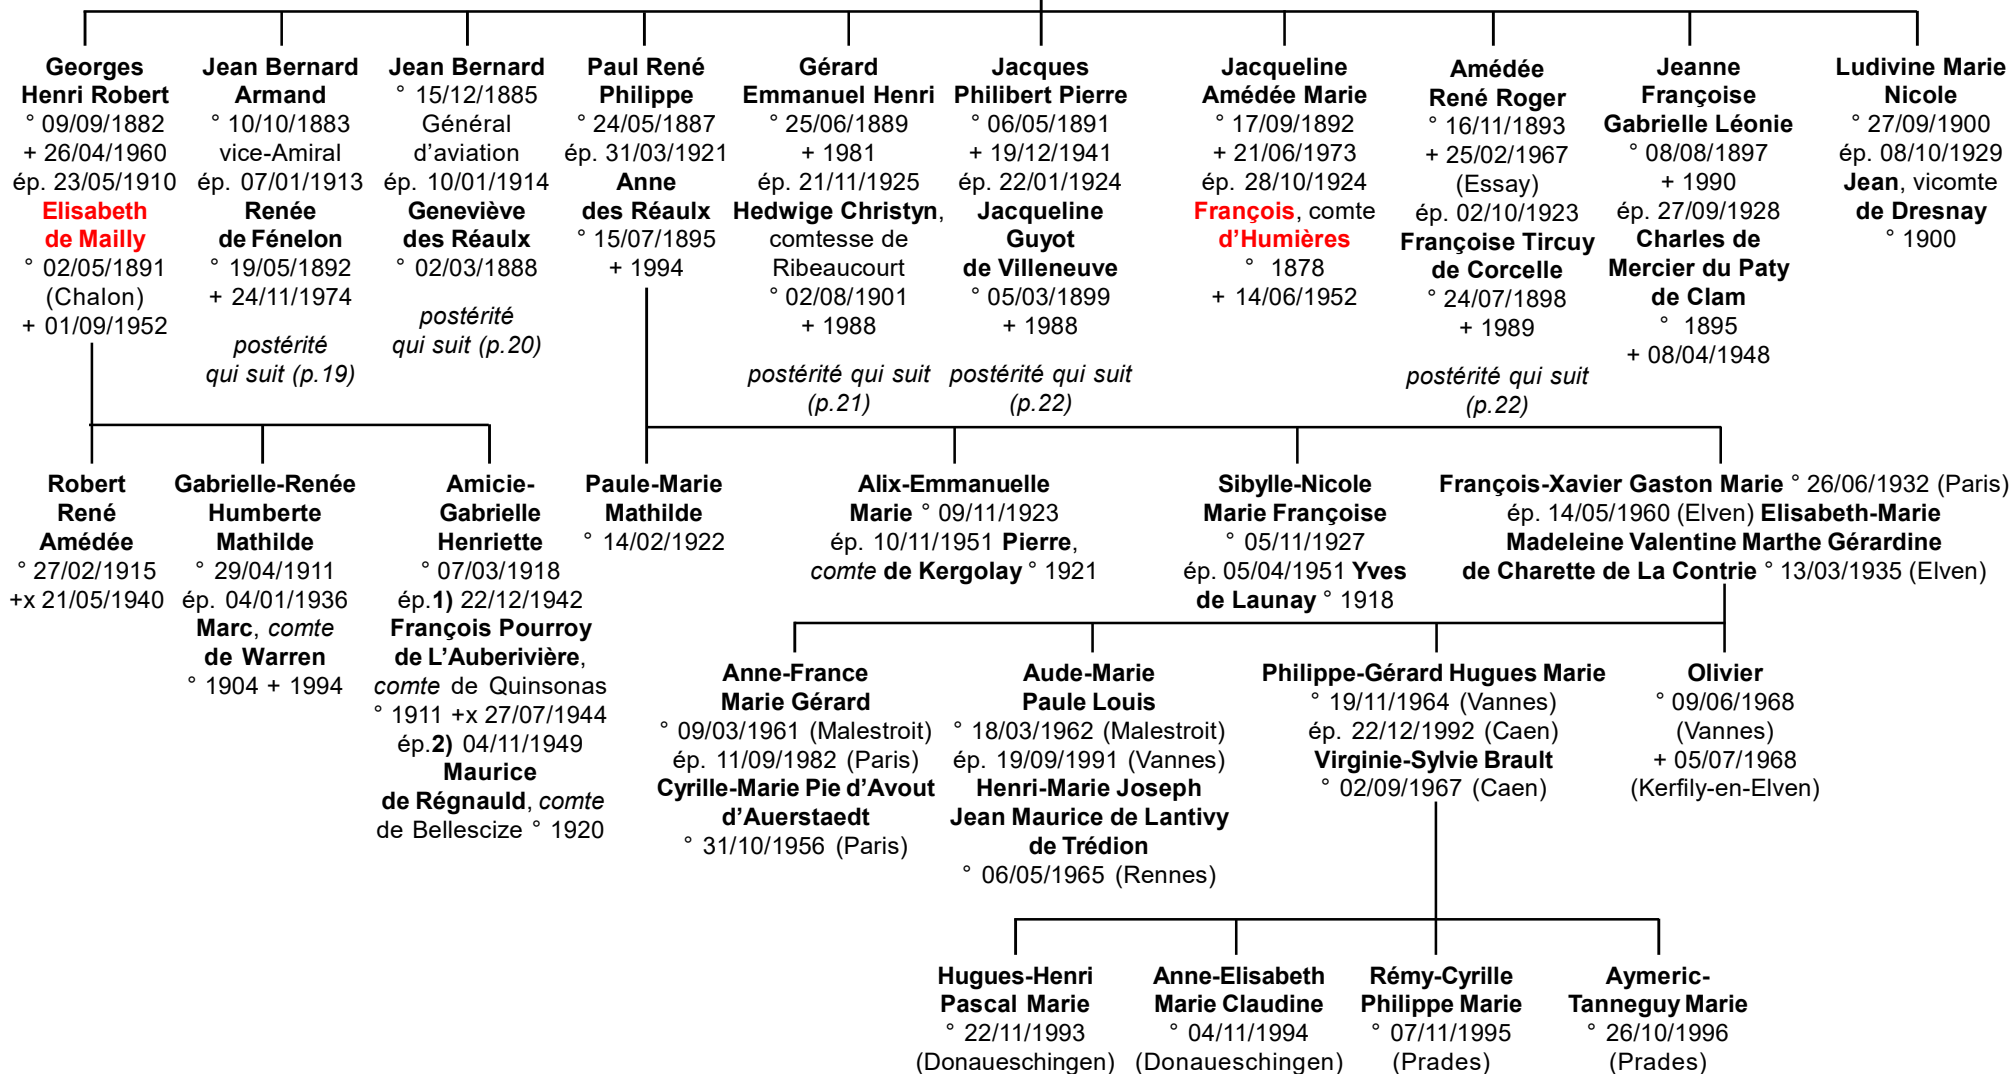 Georges
Henri Robert
° 09/09/1882
+ 26/04/1960
ép. 23/05/1910
Elisabeth
de Mailly
° 02/05/1891
(Chalon)
+ 01/09/1952
Jean Bernard
Armand
° 10/10/1883
vice-Amiral
ép. 07/01/1913
Renée
de Fénelon
° 19/05/1892
+ 24/11/1974
postérité
qui suit (p.19)
Jean Bernard
° 15/12/1885
Général
d’aviation
ép. 10/01/1914
Geneviève
des Réaulx
° 02/03/1888
postérité
qui suit (p.20)
Paul René
Philippe
° 24/05/1887
ép. 31/03/1921
Anne
des Réaulx
° 15/07/1895
+ 1994
Gérard
Emmanuel Henri
° 25/06/1889
+ 1981
ép. 21/11/1925
Hedwige Christyn,
comtesse de
Ribeaucourt
° 02/08/1901
+ 1988
postérité qui suit
(p.21)
Jacques
Philibert Pierre
° 06/05/1891
+ 19/12/1941
ép. 22/01/1924
Jacqueline
Guyot
de Villeneuve
° 05/03/1899
+ 1988
postérité qui suit
(p.22)
Jacqueline
Amédée Marie
° 17/09/1892
+ 21/06/1973
ép. 28/10/1924
François, comte
d’Humières
° 1878
+ 14/06/1952
Amédée
René Roger
° 16/11/1893
+ 25/02/1967
(Essay)
ép. 02/10/1923
Françoise Tircuy
de Corcelle
° 24/07/1898
+ 1989
postérité qui suit
(p.22)
Jeanne
Françoise
Gabrielle Léonie
° 08/08/1897
+ 1990
ép. 27/09/1928
Charles de
Mercier du Paty
de Clam
° 1895
+ 08/04/1948
Ludivine Marie
Nicole
° 27/09/1900
ép. 08/10/1929
Jean, vicomte
de Dresnay
° 1900
Robert
René
Amédée
° 27/02/1915
+x 21/05/1940
Gabrielle-Renée
Humberte
Mathilde
° 29/04/1911
ép. 04/01/1936
Marc, comte
de Warren
° 1904 + 1994
Amicie-
Gabrielle
Henriette
° 07/03/1918
ép.1) 22/12/1942
François Pourroy
de L’Auberivière,
comte de Quinsonas
° 1911 +x 27/07/1944
ép.2) 04/11/1949
Maurice
de Régnauld, comte
de Bellescize ° 1920
Paule-Marie
Mathilde
° 14/02/1922
Alix-Emmanuelle
Marie ° 09/11/1923
ép. 10/11/1951 Pierre,
comte de Kergolay ° 1921
Sibylle-Nicole
Marie Françoise
° 05/11/1927
ép. 05/04/1951 Yves
de Launay ° 1918
François-Xavier Gaston Marie ° 26/06/1932 (Paris)
ép. 14/05/1960 (Elven) Elisabeth-Marie
Madeleine Valentine Marthe Gérardine
de Charette de La Contrie ° 13/03/1935 (Elven)
Anne-France
Marie Gérard
° 09/03/1961 (Malestroit)
ép. 11/09/1982 (Paris)
Cyrille-Marie Pie d’Avout
d’Auerstaedt
° 31/10/1956 (Paris)
Aude-Marie
Paule Louis
° 18/03/1962 (Malestroit)
ép. 19/09/1991 (Vannes)
Henri-Marie Joseph
Jean Maurice de Lantivy
de Trédion
° 06/05/1965 (Rennes)
Philippe-Gérard Hugues Marie
° 19/11/1964 (Vannes)
ép. 22/12/1992 (Caen)
Virginie-Sylvie Brault
° 02/09/1967 (Caen)
Olivier
° 09/06/1968
(Vannes)
+ 05/07/1968
(Kerfily-en-Elven)
Hugues-Henri
Pascal Marie
° 22/11/1993
(Donaueschingen)
Anne-Elisabeth
Marie Claudine
° 04/11/1994
(Donaueschingen)
Rémy-Cyrille
Philippe Marie
° 07/11/1995
(Prades)
Aymeric-
Tanneguy Marie
° 26/10/1996
(Prades)